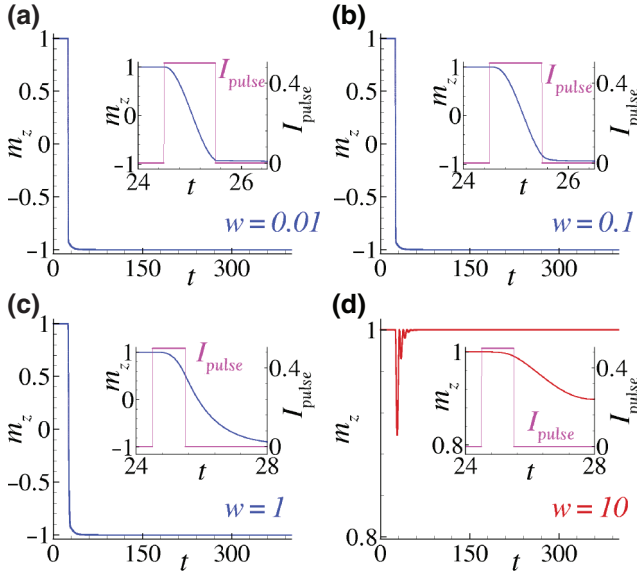 (a)
1
0.5
0
−0.5
−1
m_z
0
150
300
t
w = 0.01
1
0
−1
m_z
24
26
t
0.4
0
I_pulse
I_pulse
(b)
1
0.5
0
−0.5
−1
m_z
0
150
300
t
w = 0.1
1
0
−1
m_z
24
26
t
0.4
0
I_pulse
I_pulse
(c)
1
0.5
0
−0.5
−1
m_z
0
150
300
t
w = 1
1
0
−1
m_z
24
26
28
t
0.4
0
I_pulse
I_pulse
(d)
1
0.8
m_z
0
150
300
t
w = 10
1
0.8
m_z
24
26
28
t
0.4
0
I_pulse
I_pulse